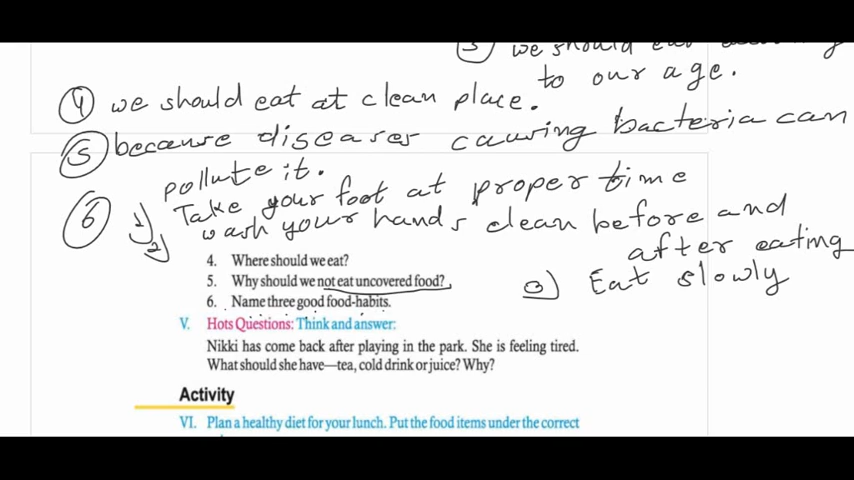 ③ we should eat
to our age.
④ we should eat at clean place.
⑤ because diseases causing bacteria can
pollute it.
⑥ 1) Take your foot at proper time
2) wash your hands clean before and
after eating
3) Eat slowly
4. Where should we eat?
5. Why should we not eat uncovered food?
6. Name three good food-habits.
V. Hots Questions: Think and answer:
Nikki has come back after playing in the park. She is feeling tired.
What should she have—tea, cold drink or juice? Why?
Activity
VI. Plan a healthy diet for your lunch. Put the food items under the correct